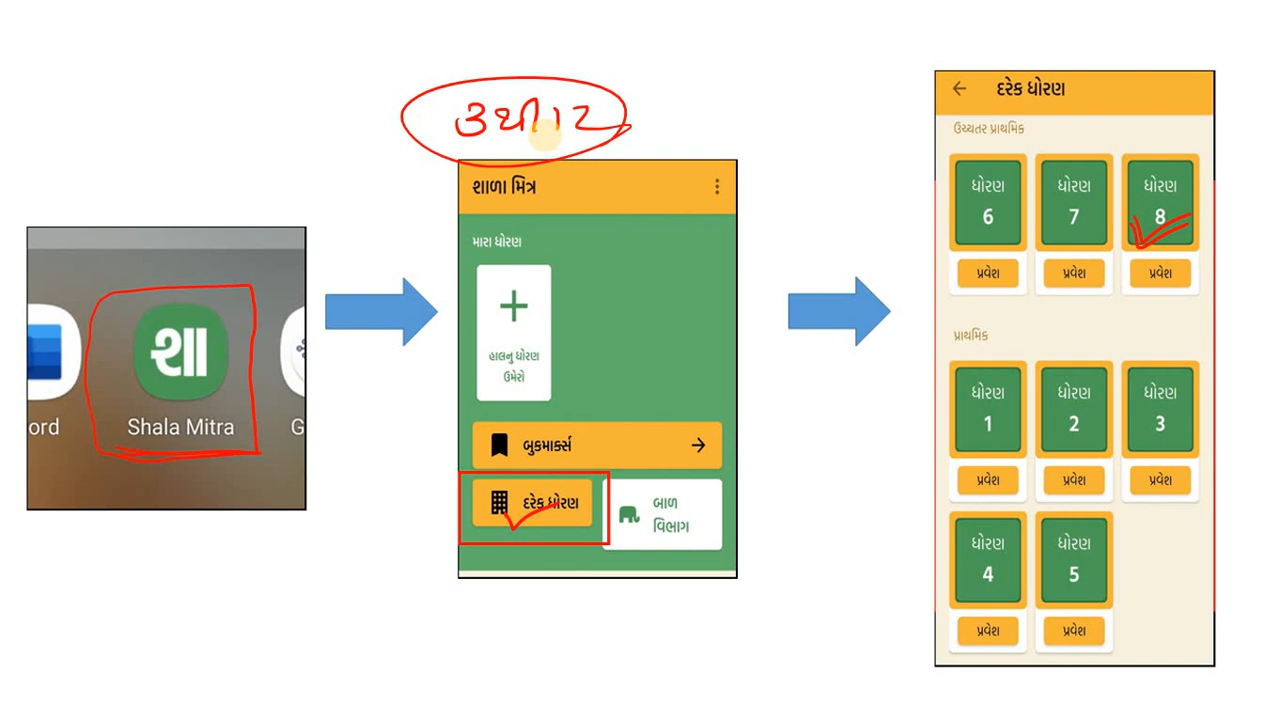 ૩થી૧૨
શા
ord
Shala Mitra
G
શાળા મિત્ર
મારા ધોરણ
હાલનુ ધોરણ
ઉમેરો
બુકમાર્ક્સ
દરેક ધોરણ
બાળ
વિભાગ
દરેક ધોરણ
ઉચ્ચતર પ્રાથમિક
ધોરણ ધોરણ ધોરણ
6 7 8
પ્રવેશ પ્રવેશ પ્રવેશ
પ્રાથમિક
ધોરણ ધોરણ ધોરણ
1 2 3
પ્રવેશ પ્રવેશ પ્રવેશ
ધોરણ ધોરણ
4 5
પ્રવેશ પ્રવેશ